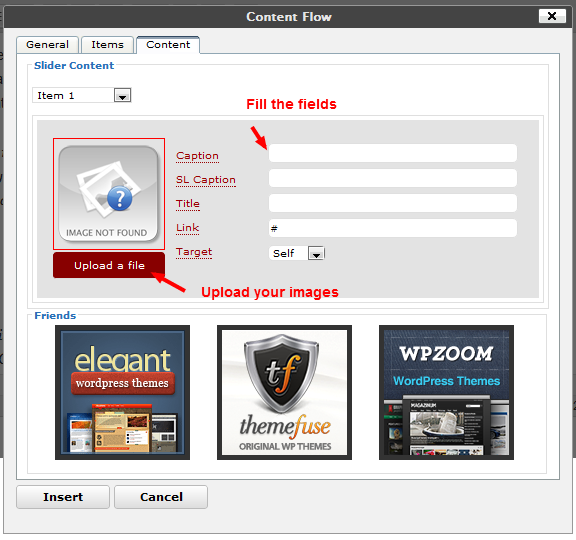 Content Flow
General Items Content
Slider Content
Item 1
Fill the fields
Caption
SL Caption
Title
Link #
Target Self
IMAGE NOT FOUND
Upload a file
Upload your images
Friends
elegant
wordpress themes
tf
themefuse
ORIGINAL WP THEMES
WPZOOM
WordPress Themes
MAGAZINUM
Insert Cancel